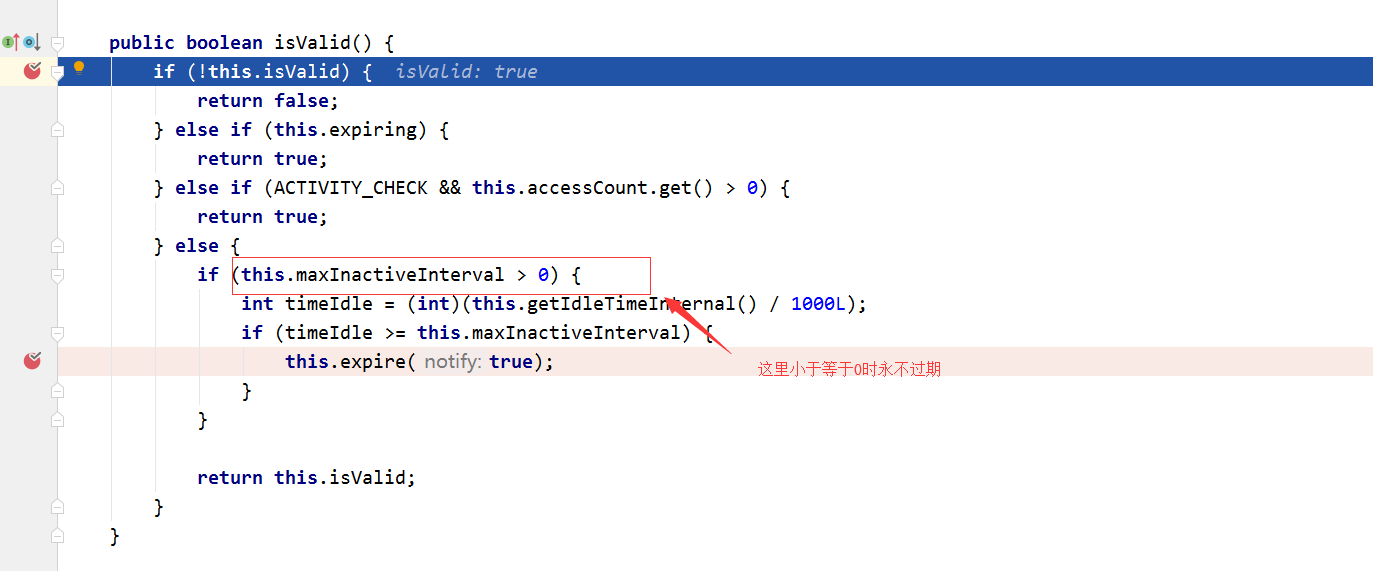 public boolean isValid() {
if (!this.isValid) { isValid: true
return false;
} else if (this.expiring) {
return true;
} else if (ACTIVITY_CHECK && this.accessCount.get() > 0) {
return true;
} else {
if (this.maxInactiveInterval > 0) {
int timeIdle = (int)(this.getIdleTimeInternal() / 1000L);
if (timeIdle >= this.maxInactiveInterval) {
this.expire( notify: true);
这里小于等于0时永不过期
}
}
return this.isValid;
}
}